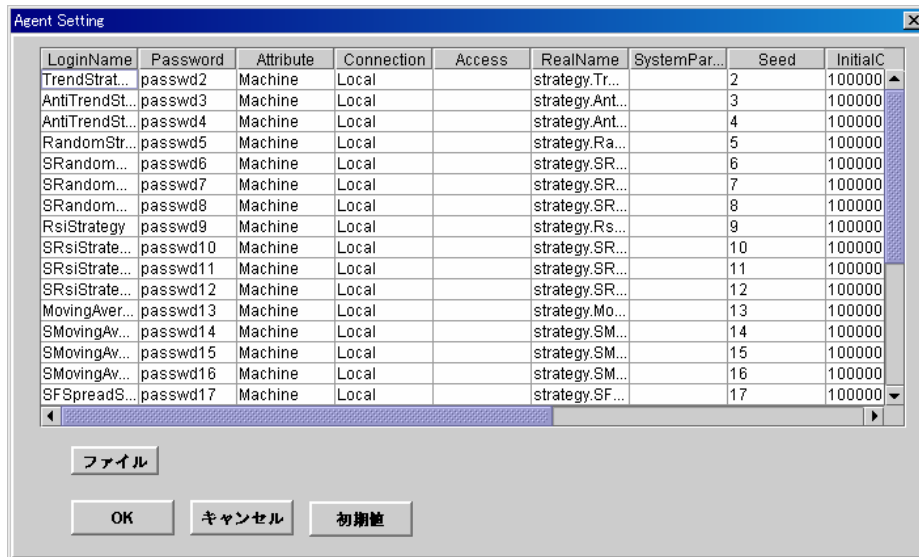 Agent Setting
LoginName Password Attribute Connection Access RealName SystemPar... Seed InitialC
TrendStrat... passwd2 Machine Local strategy.Tr... 2 100000
AntiTrendSt... passwd3 Machine Local strategy.Ant... 3 100000
AntiTrendSt... passwd4 Machine Local strategy.Ant... 4 100000
RandomStr... passwd5 Machine Local strategy.Ra... 5 100000
SRandom... passwd6 Machine Local strategy.SR... 6 100000
SRandom... passwd7 Machine Local strategy.SR... 7 100000
SRandom... passwd8 Machine Local strategy.SR... 8 100000
RsiStrategy passwd9 Machine Local strategy.Rs... 9 100000
SRsiStrate... passwd10 Machine Local strategy.SR... 10 100000
SRsiStrate... passwd11 Machine Local strategy.SR... 11 100000
SRsiStrate... passwd12 Machine Local strategy.SR... 12 100000
MovingAver... passwd13 Machine Local strategy.Mo... 13 100000
SMovingAv... passwd14 Machine Local strategy.SM... 14 100000
SMovingAv... passwd15 Machine Local strategy.SM... 15 100000
SMovingAv... passwd16 Machine Local strategy.SM... 16 100000
SFSpreadS... passwd17 Machine Local strategy.SF... 17 100000
ファイル
OK キャンセル 初期値